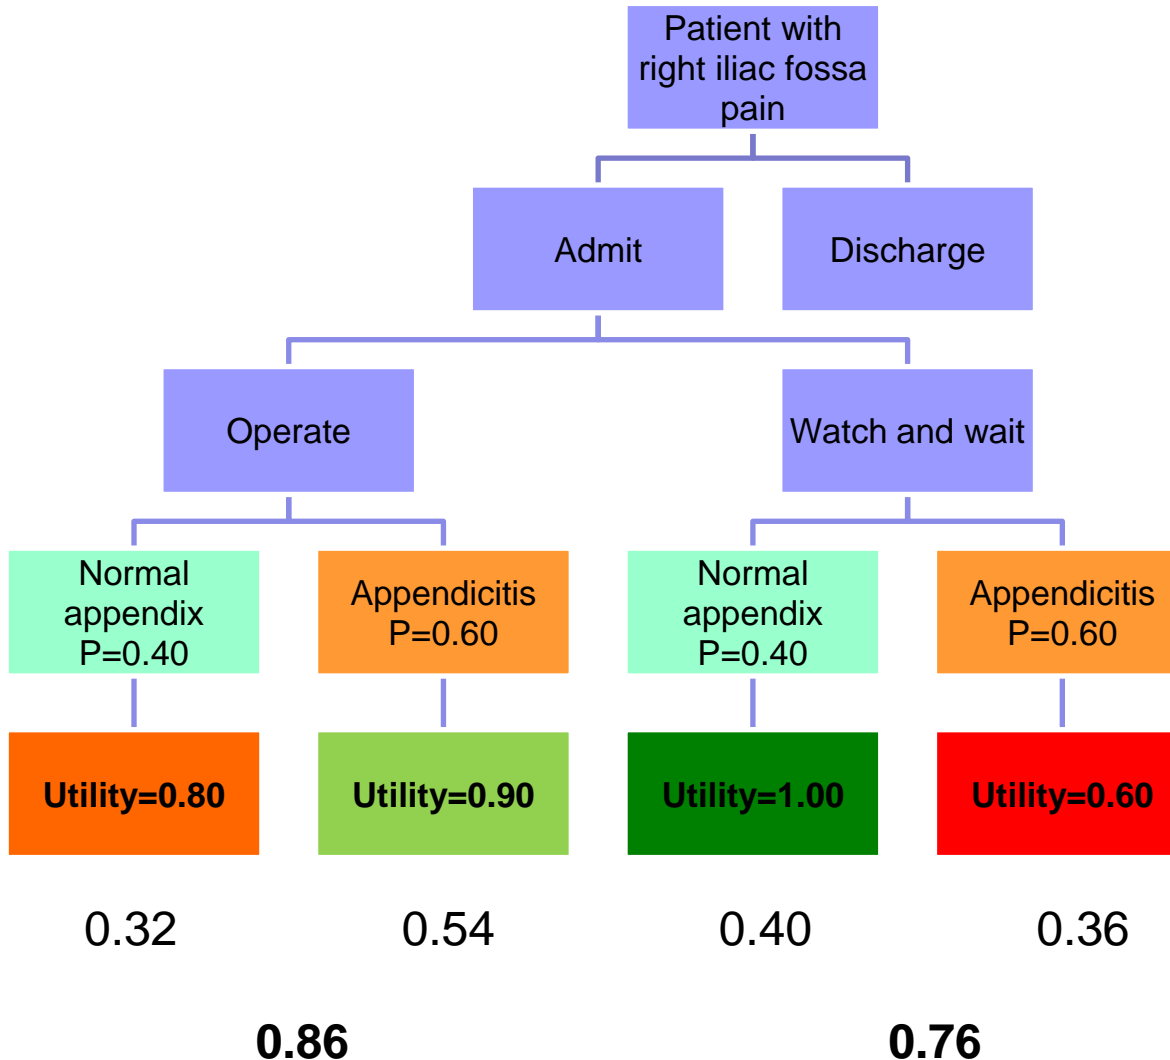 Patient with
right iliac fossa
pain
Admit
Discharge
Operate
Watch and wait
Normal
appendix
P=0.40
Appendicitis
P=0.60
Normal
appendix
P=0.40
Appendicitis
P=0.60
Utility=0.80
Utility=0.90
Utility=1.00
Utility=0.60
0.32
0.54
0.40
0.36
0.86
0.76